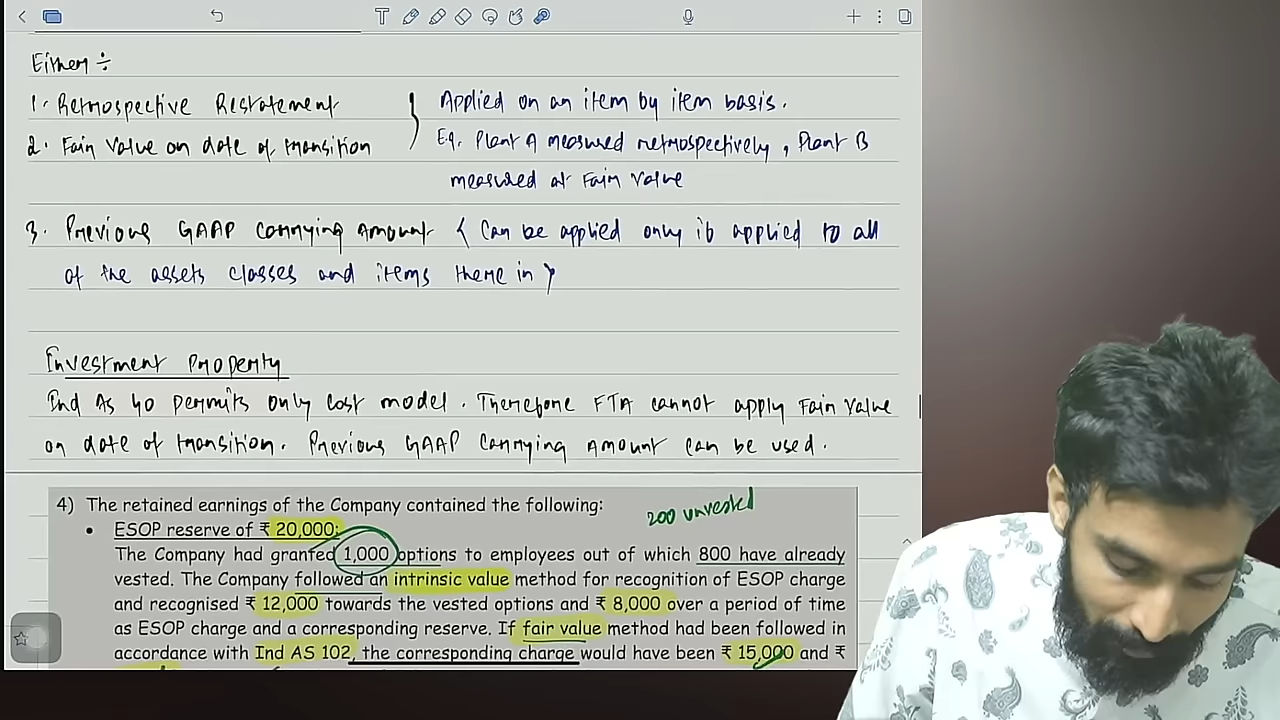 Either ÷
1. Retrospective Restatement } Applied on an item by item basis.
2. Fair Value on date of transition E.g. Plant A measured retrospectively, Plant B
measured at Fair Value
3. Previous GAAP Carrying Amount < Can be applied only if applied to all
of the assets classes and items there in >
Investment Property
Ind As 40 permits only Cost model. Therefore FTA cannot apply Fair Value
on date of transition. Previous GAAP Carrying Amount can be used.
4) The retained earnings of the Company contained the following:
200 unvested
• ESOP reserve of ₹ 20,000:
The Company had granted 1,000 options to employees out of which 800 have already
vested. The Company followed an intrinsic value method for recognition of ESOP charge
and recognised ₹ 12,000 towards the vested options and ₹ 8,000 over a period of time
as ESOP charge and a corresponding reserve. If fair value method had been followed in
accordance with Ind AS 102, the corresponding charge would have been ₹ 15,000 and ₹